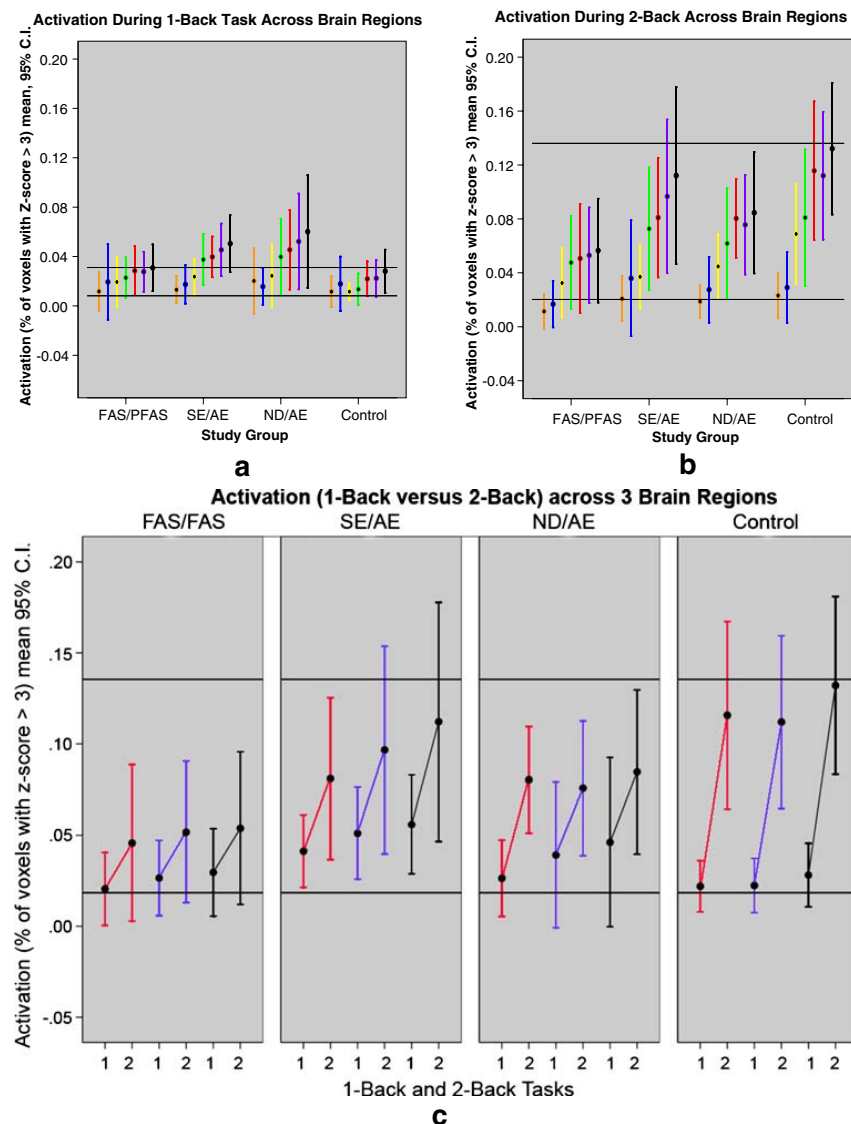 Activation During 1-Back Task Across Brain Regions
Activation (% of voxels with Z-score > 3) mean, 95% C.I.
0.20
0.16
0.12
0.08
0.04
0.00
-0.04
FAS/PFAS SE/AE ND/AE Control
Study Group
a
Activation During 2-Back Across Brain Regions
Activation (% of voxels with z-score > 3) mean 95% C.I.
0.20
0.16
0.12
0.08
0.04
0.00
-0.04
FAS/PFAS SE/AE ND/AE Control
Study Group
b
Activation (1-Back versus 2-Back) across 3 Brain Regions
FAS/FAS SE/AE ND/AE Control
Activation (% of voxels with z-score > 3) mean 95% C.I.
.20
.15
.10
.05
.00
-.05
1 2 1 2 1 2 1 2 1 2 1 2 1 2 1 2 1 2 1 2 1 2 1 2
1-Back and 2-Back Tasks
c